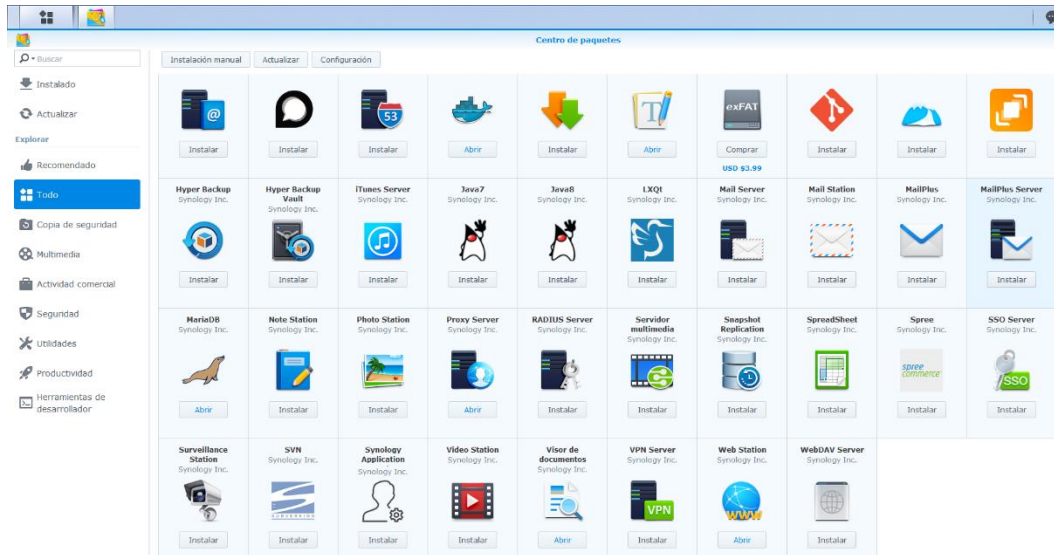 Centro de paquetes
Buscar
Instalación manual Actualizar Configuración
Instalado
Actualizar
Explorar
Recomendado
Todo
Copia de seguridad
Multimedia
Actividad comercial
Seguridad
Utilidades
Productividad
Herramientas de
desarrollador
@ 53 T exFAT
Instalar Instalar Instalar Abrir Instalar Abrir Comprar Instalar Instalar Instalar
USD $3.99
Hyper Backup
Synology Inc.
Instalar
Hyper Backup
Vault
Synology Inc.
Instalar
iTunes Server
Synology Inc.
Instalar
Java7
Synology Inc.
Instalar
Java8
Synology Inc.
Instalar
LXQt
Synology Inc.
Instalar
Mail Server
Synology Inc.
Instalar
Mail Station
Synology Inc.
Instalar
MailPlus
Synology Inc.
Instalar
MailPlus Server
Synology Inc.
Instalar
MariaDB
Synology Inc.
Abrir
Note Station
Synology Inc.
Instalar
Photo Station
Synology Inc.
Instalar
Proxy Server
Synology Inc.
Abrir
RADIUS Server
Synology Inc.
Instalar
Servidor
multimedia
Synology Inc.
Instalar
Snapshot
Replication
Synology Inc.
Instalar
SpreadSheet
Synology Inc.
Instalar
Spree
Synology Inc.
spree
commerce
Instalar
SSO Server
Synology Inc.
SSO
Instalar
Surveillance
Station
Synology Inc.
Instalar
SVN
Synology Inc.
SUBVERSION
Instalar
Synology
Application
Synology Inc.
Instalar
Video Station
Synology Inc.
Instalar
Visor de
documentos
Synology Inc.
Abrir
VPN Server
Synology Inc.
VPN
Instalar
Web Station
Synology Inc.
WWW
Abrir
WebDAV Server
Synology Inc.
Instalar